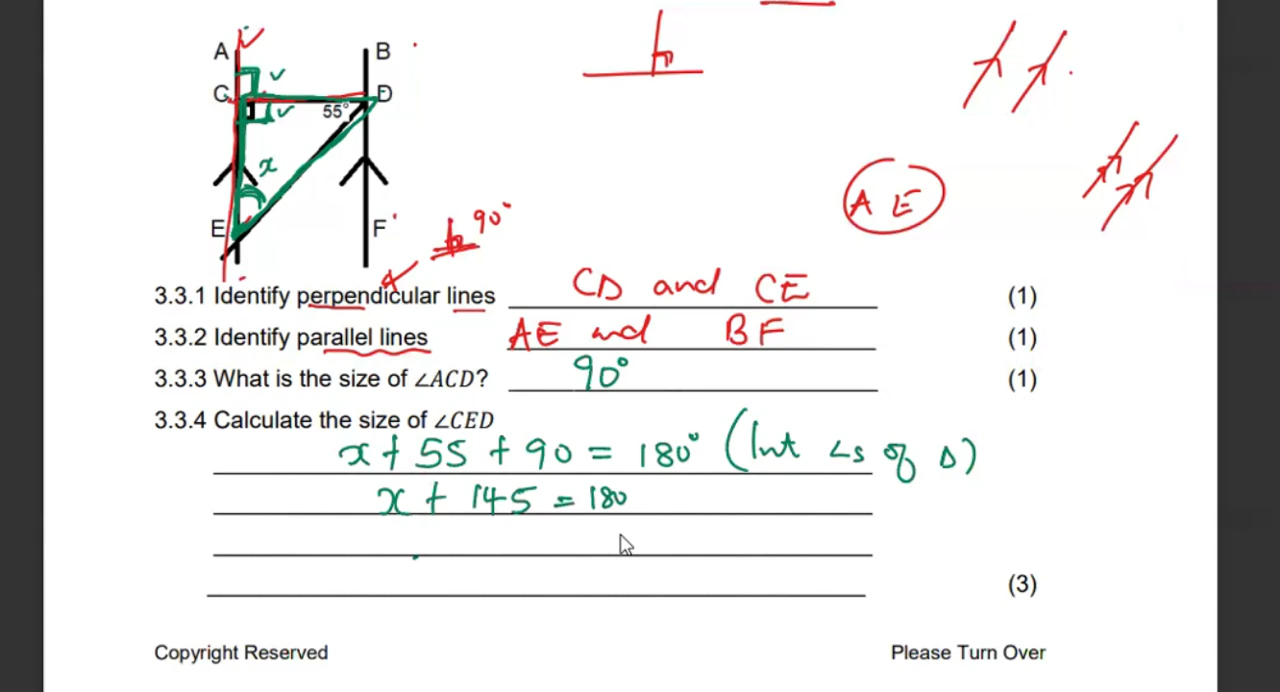 A B
C D
55°
x
A E
E F
90°
3.3.1 Identify perpendicular lines CD and CE (1)
3.3.2 Identify parallel lines AE and BF (1)
3.3.3 What is the size of ∠ACD? 90° (1)
3.3.4 Calculate the size of ∠CED
x + 55 + 90 = 180° (Int ∠s of Δ)
x + 145 = 180
(3)
Copyright Reserved Please Turn Over